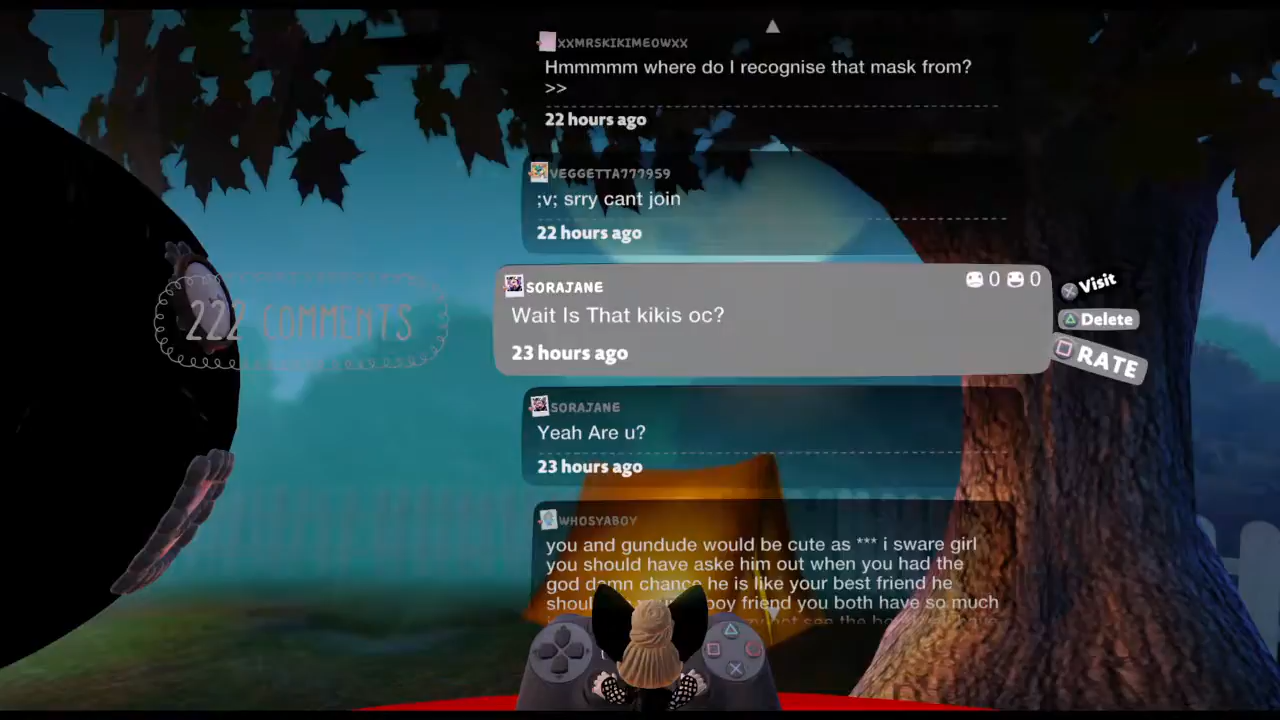 XXMRSKIKIMEOWXX
Hmmmmm where do I recognise that mask from?
>>
22 hours ago
VEGGETTA777959
;v; srry cant join
22 hours ago
222 COMMENTS
SORAJANE
0 0
Visit
Wait Is That kikis oc?
Delete
23 hours ago
RATE
SORAJANE
Yeah Are u?
23 hours ago
WHOSYABOY
you and gundude would be cute as *** i sware girl
you should have aske him out when you had the
god damn chance he is like your best friend he
boy friend you both have so much
not see the